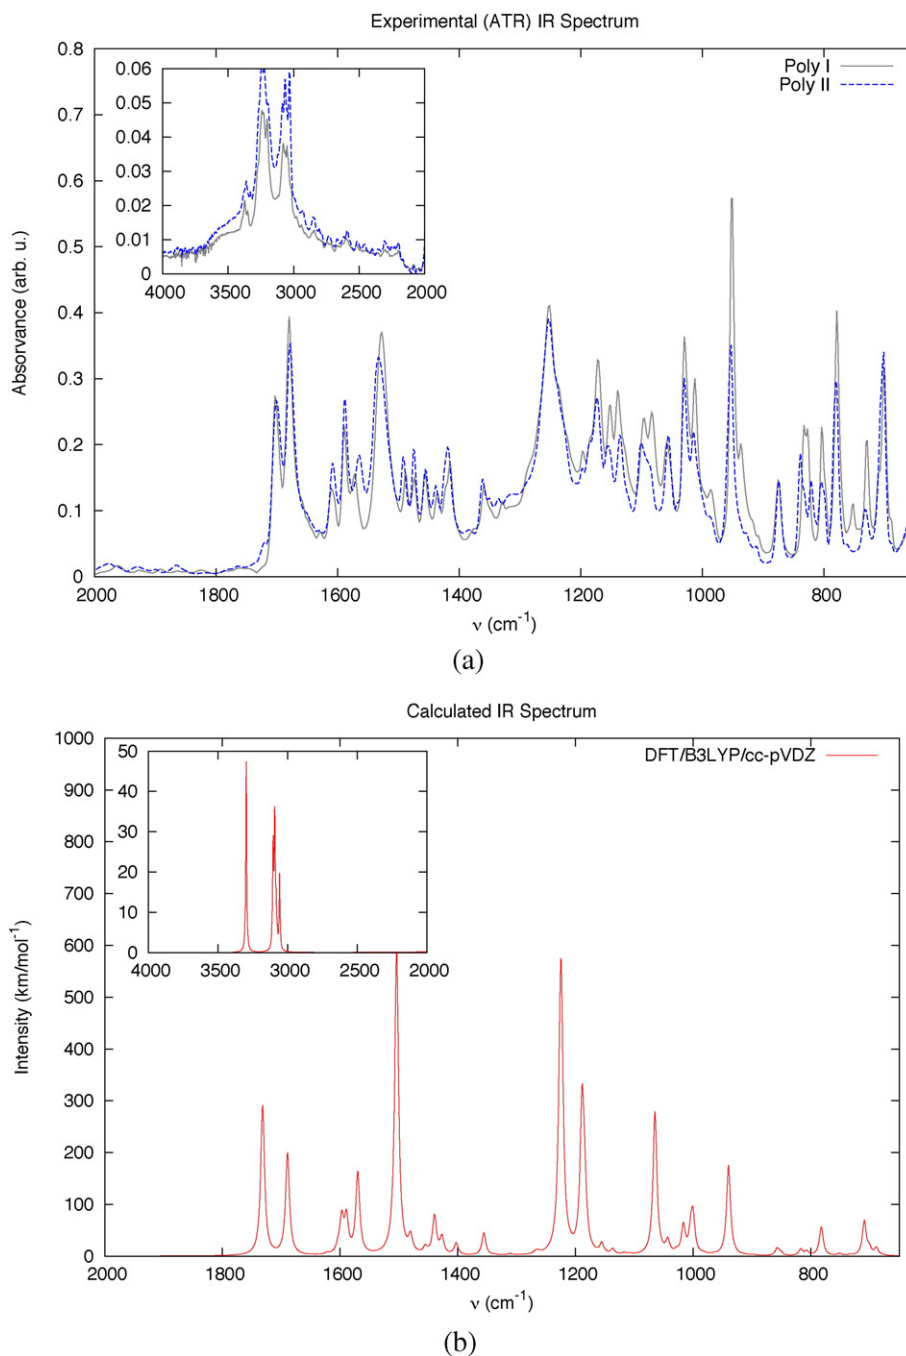 Experimental (ATR) IR Spectrum
0.8
0.7
0.6
0.5
0.4
0.3
0.2
0.1
0
Absorvance (arb. u.)
Poly I
Poly II
0.06
0.05
0.04
0.03
0.02
0.01
0
4000 3500 3000 2500 2000
2000 1800 1600 1400 1200 1000 800
ν (cm⁻¹)
(a)
Calculated IR Spectrum
1000
900
800
700
600
500
400
300
200
100
0
Intensity (km/mol⁻¹)
DFT/B3LYP/cc-pVDZ
50
40
30
20
10
0
4000 3500 3000 2500 2000
2000 1800 1600 1400 1200 1000 800
ν (cm⁻¹)
(b)